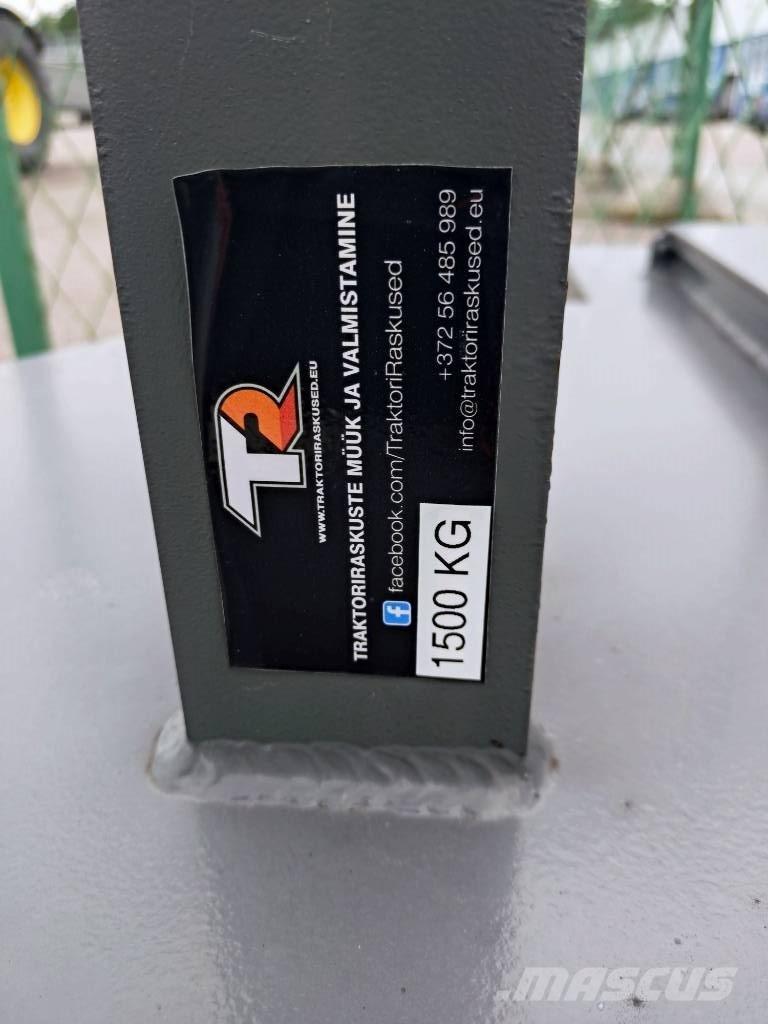 TR
WWW.TRAKTORIRASKUSED.EU
TRAKTORIRASKUSTE MÜÜK JA VALMISTAMINE
f facebook.com/TraktoriRaskused
+372 56 485 989
info@traktoriraskused.eu
1500 KG
MASCUS